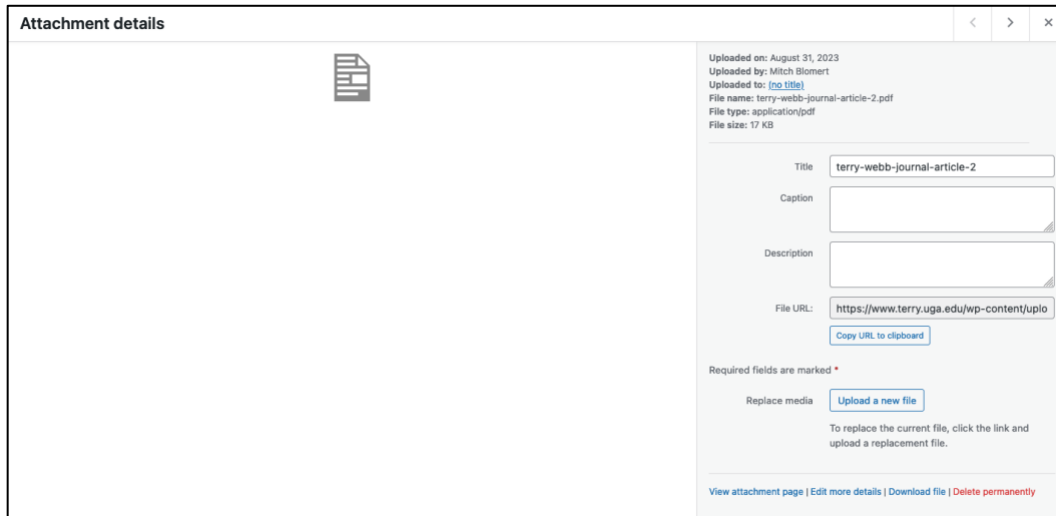 Attachment details
Uploaded on: August 31, 2023
Uploaded by: Mitch Blomert
Uploaded to: (no title)
File name: terry-webb-journal-article-2.pdf
File type: application/pdf
File size: 17 KB
Title
terry-webb-journal-article-2
Caption
Description
File URL:
https://www.terry.uga.edu/wp-content/uplo
Copy URL to clipboard
Required fields are marked *
Replace media
Upload a new file
To replace the current file, click the link and
upload a replacement file.
View attachment page | Edit more details | Download file | Delete permanently